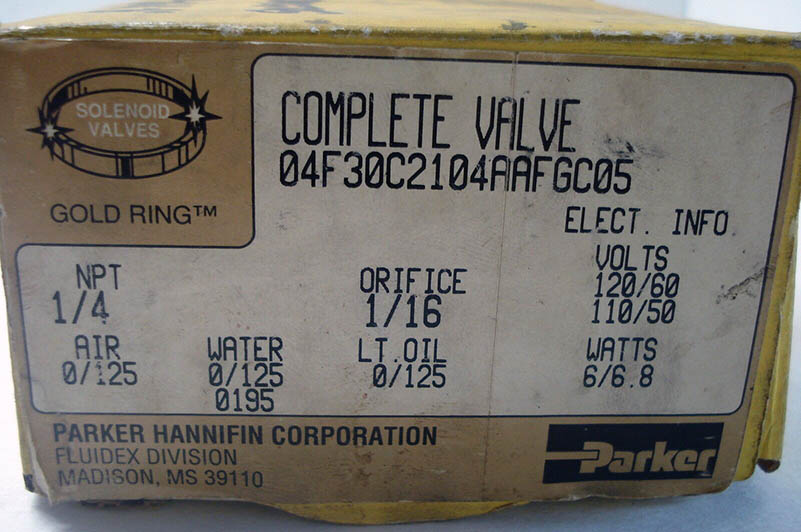 SOLENOID
VALVES
GOLD RING™
COMPLETE VALVE
04F30C2104AAFGC05
ELECT. INFO
NPT
1/4
ORIFICE
1/16
VOLTS
120/60
110/50
AIR
0/125
WATER
0/125
0195
LT.OIL
0/125
WATTS
6/6.8
PARKER HANNIFIN CORPORATION
FLUIDEX DIVISION
MADISON, MS 39110
Parker